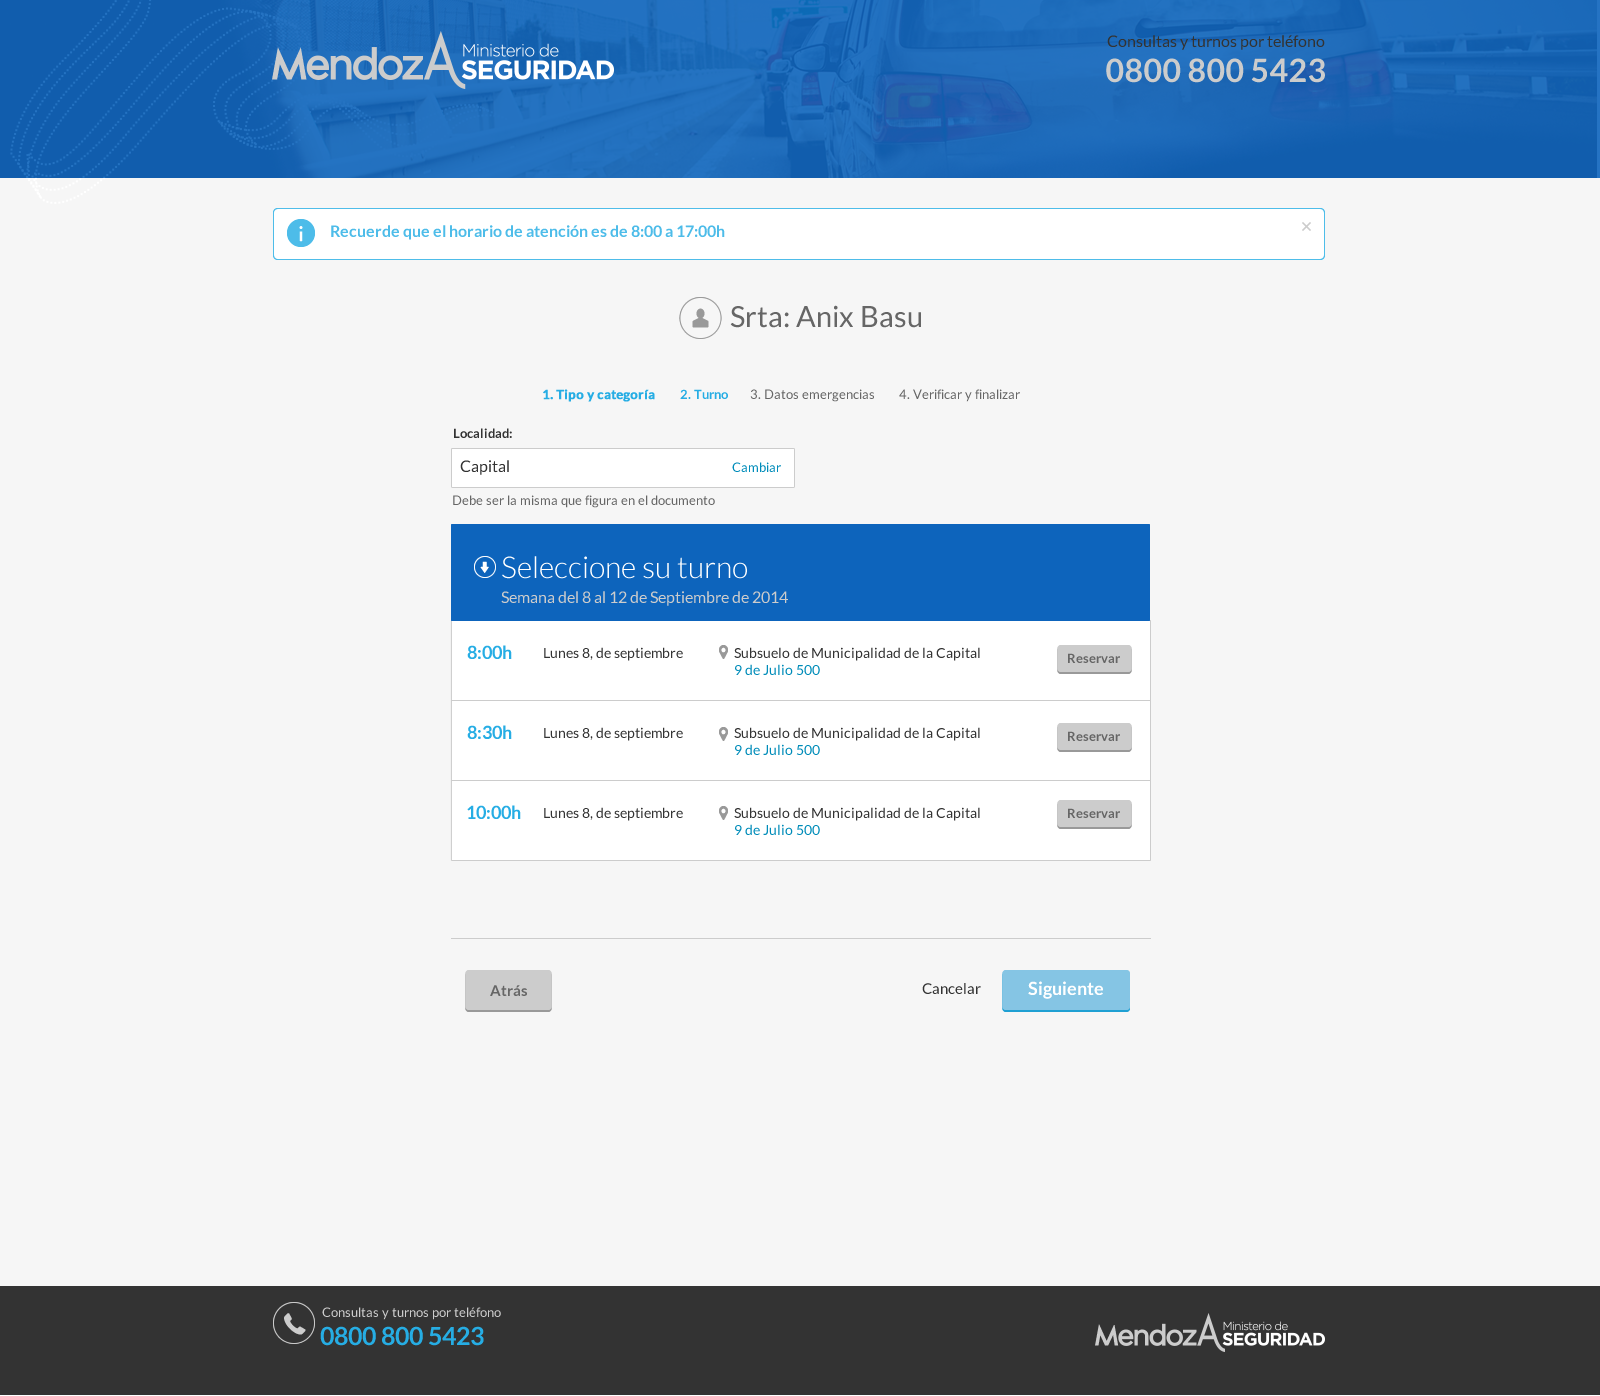 MendozA Ministerio de SEGURIDAD
Consultas y turnos por teléfono
0800 800 5423
Recuerde que el horario de atención es de 8:00 a 17:00h
×
Srta: Anix Basu
1. Tipo y categoría 2. Turno 3. Datos emergencias 4. Verificar y finalizar
Localidad:
Capital Cambiar
Debe ser la misma que figura en el documento
Seleccione su turno
Semana del 8 al 12 de Septiembre de 2014
8:00h Lunes 8, de septiembre Subsuelo de Municipalidad de la Capital Reservar
9 de Julio 500
8:30h Lunes 8, de septiembre Subsuelo de Municipalidad de la Capital Reservar
9 de Julio 500
10:00h Lunes 8, de septiembre Subsuelo de Municipalidad de la Capital Reservar
9 de Julio 500
Atrás Cancelar Siguiente
Consultas y turnos por teléfono
0800 800 5423
MendozA Ministerio de SEGURIDAD